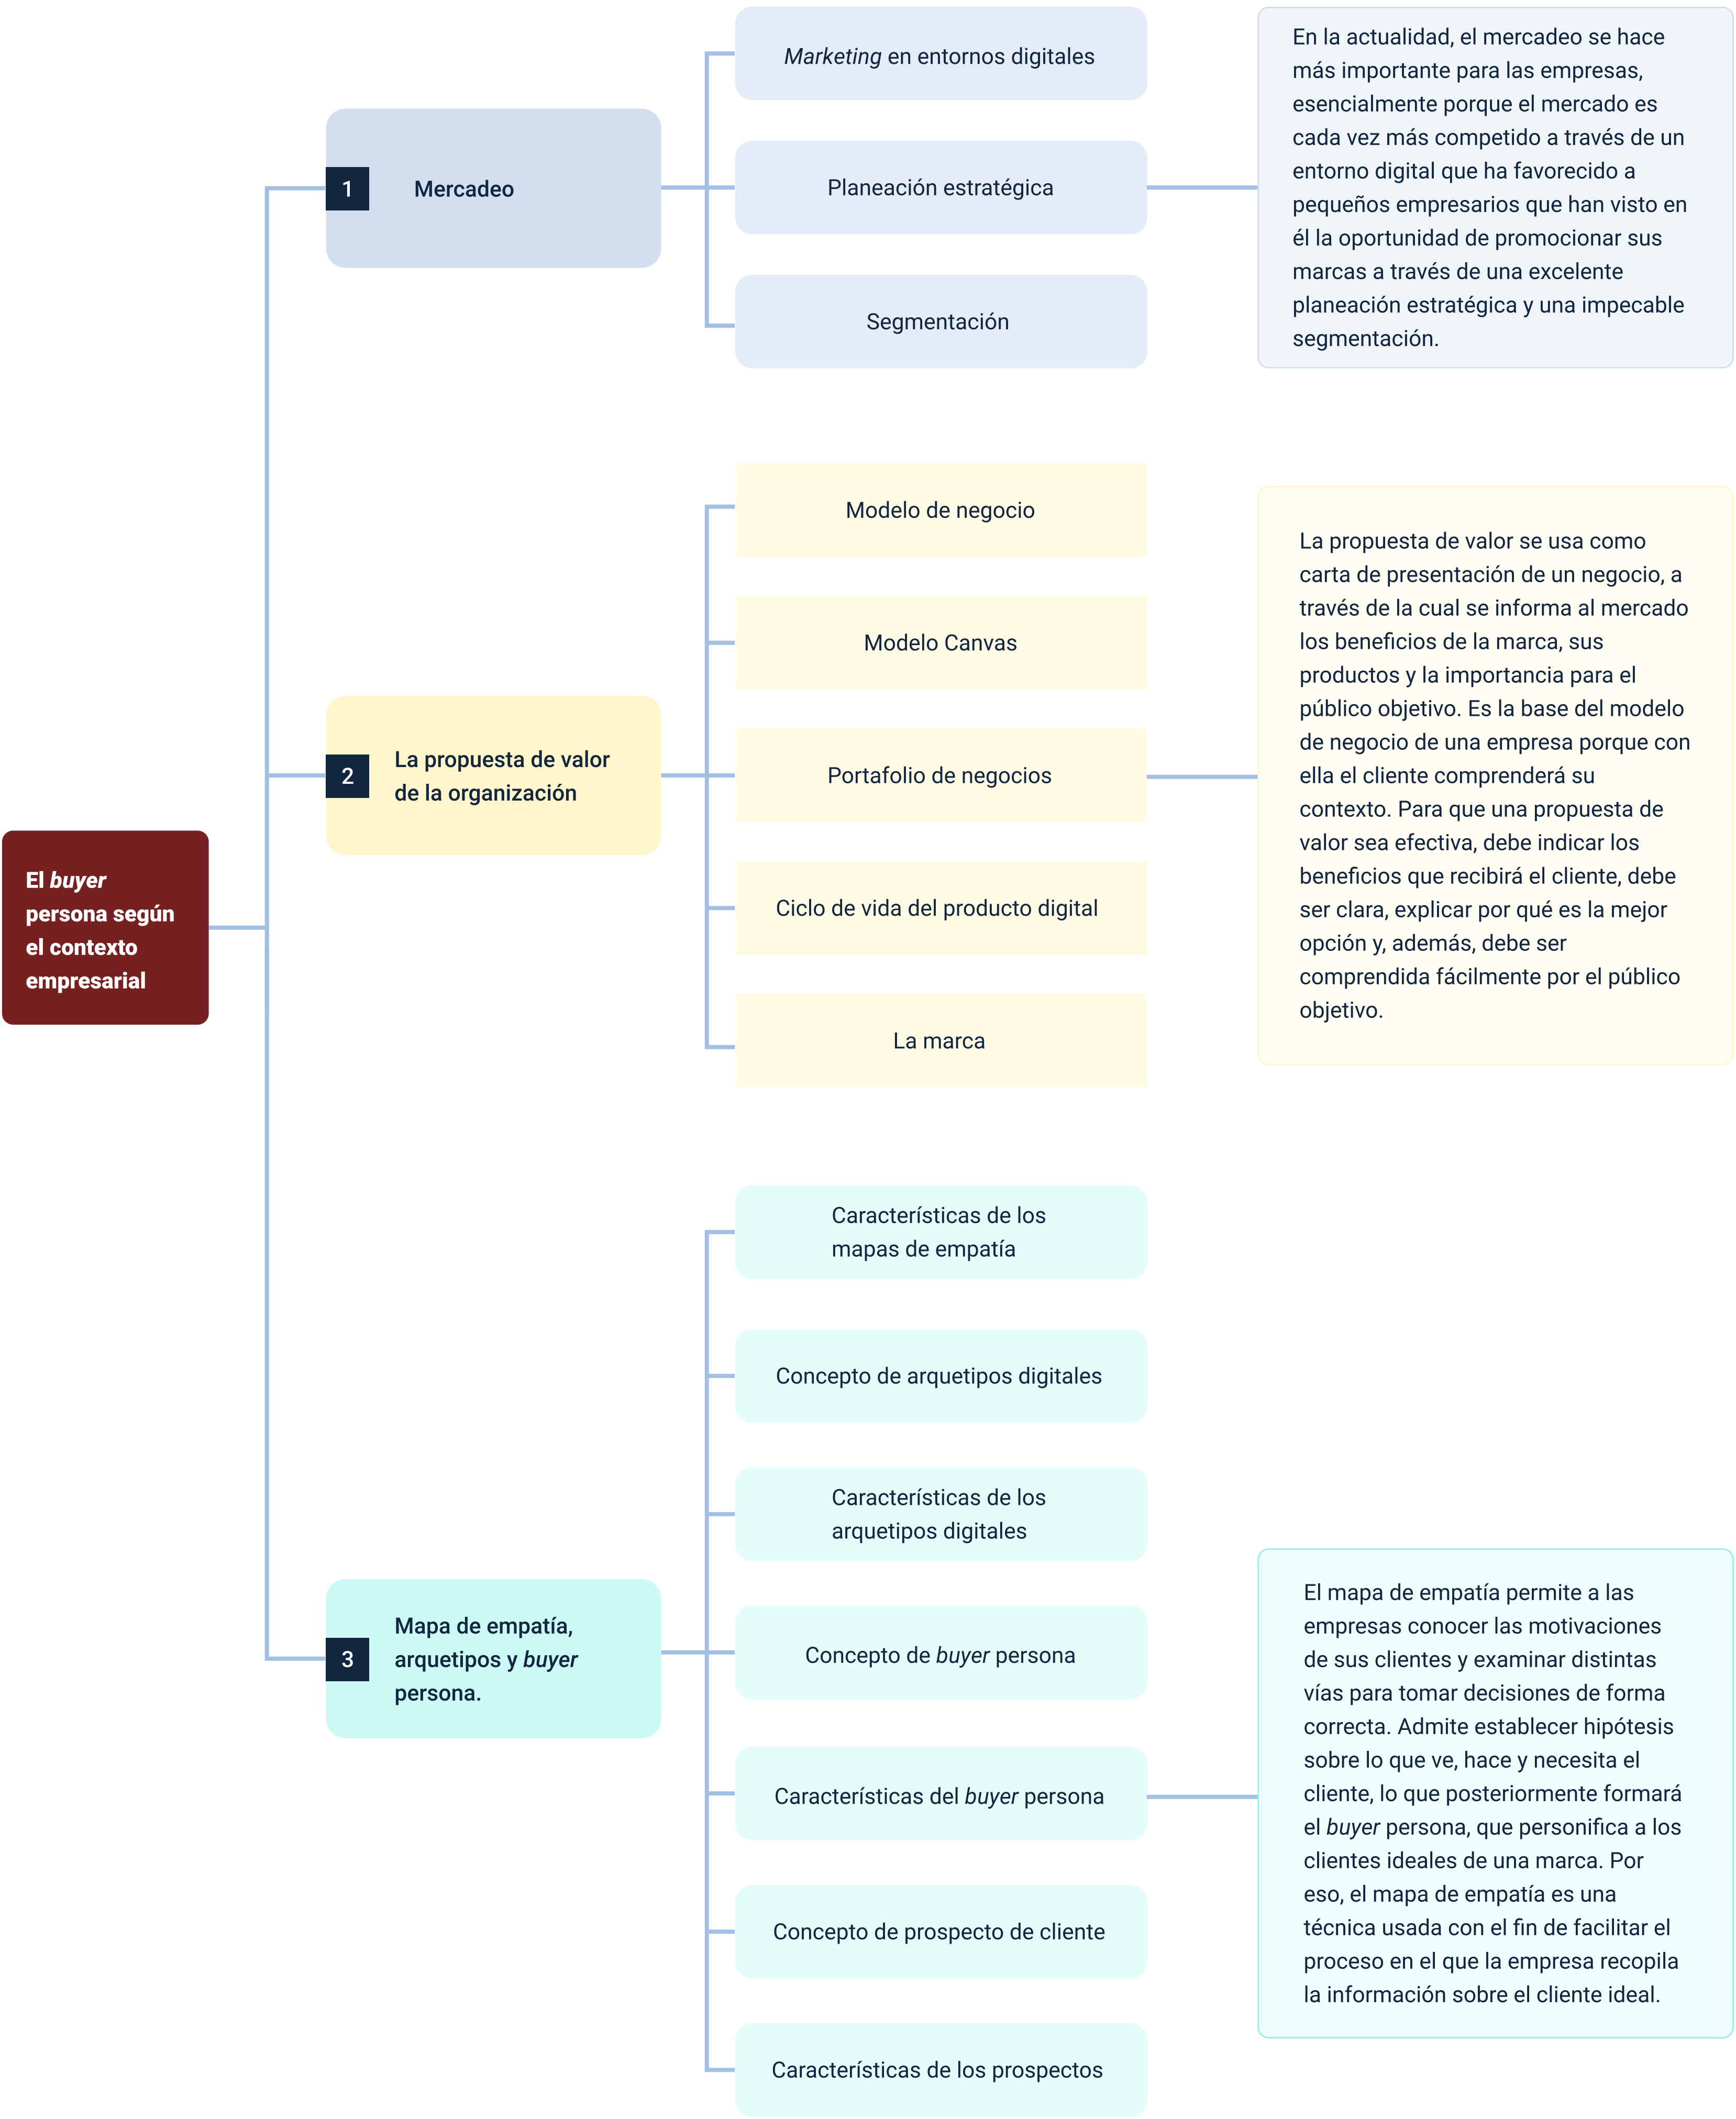 El buyer
persona según
el contexto
empresarial
1
Mercadeo
Marketing en entornos digitales
Planeación estratégica
Segmentación
En la actualidad, el mercadeo se hace
más importante para las empresas,
esencialmente porque el mercado es
cada vez más competido a través de un
entorno digital que ha favorecido a
pequeños empresarios que han visto en
él la oportunidad de promocionar sus
marcas a través de una excelente
planeación estratégica y una impecable
segmentación.
2
La propuesta de valor
de la organización
Modelo de negocio
Modelo Canvas
Portafolio de negocios
Ciclo de vida del producto digital
La marca
La propuesta de valor se usa como
carta de presentación de un negocio, a
través de la cual se informa al mercado
los beneficios de la marca, sus
productos y la importancia para el
público objetivo. Es la base del modelo
de negocio de una empresa porque con
ella el cliente comprenderá su
contexto. Para que una propuesta de
valor sea efectiva, debe indicar los
beneficios que recibirá el cliente, debe
ser clara, explicar por qué es la mejor
opción y, además, debe ser
comprendida fácilmente por el público
objetivo.
3
Mapa de empatía,
arquetipos y buyer
persona.
Características de los
mapas de empatía
Concepto de arquetipos digitales
Características de los
arquetipos digitales
Concepto de buyer persona
Características del buyer persona
Concepto de prospecto de cliente
Características de los prospectos
El mapa de empatía permite a las
empresas conocer las motivaciones
de sus clientes y examinar distintas
vías para tomar decisiones de forma
correcta. Admite establecer hipótesis
sobre lo que ve, hace y necesita el
cliente, lo que posteriormente formará
el buyer persona, que personifica a los
clientes ideales de una marca. Por
eso, el mapa de empatía es una
técnica usada con el fin de facilitar el
proceso en el que la empresa recopila
la información sobre el cliente ideal.